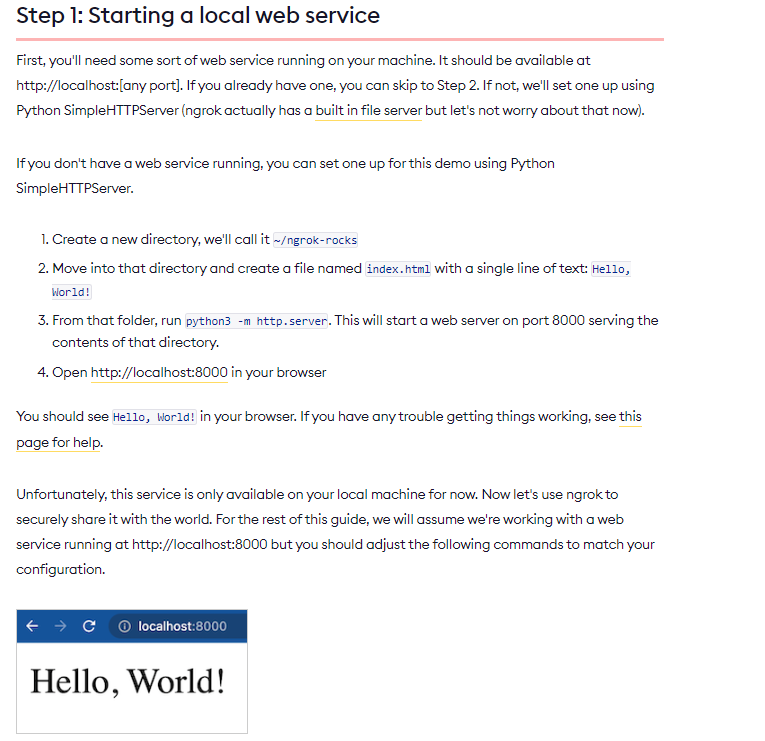 Step 1: Starting a local web service
First, you'll need some sort of web service running on your machine. It should be available at
http://localhost:[any port]. If you already have one, you can skip to Step 2. If not, we'll set one up using
Python SimpleHTTPServer (ngrok actually has a built in file server but let's not worry about that now).
If you don't have a web service running, you can set one up for this demo using Python
SimpleHTTPServer.
1. Create a new directory, we'll call it ~/ngrok-rocks
2. Move into that directory and create a file named index.html with a single line of text: Hello,
World!
3. From that folder, run python3 -m http.server. This will start a web server on port 8000 serving the
contents of that directory.
4. Open http://localhost:8000 in your browser
You should see Hello, World! in your browser. If you have any trouble getting things working, see this
page for help.
Unfortunately, this service is only available on your local machine for now. Now let's use ngrok to
securely share it with the world. For the rest of this guide, we will assume we're working with a web
service running at http://localhost:8000 but you should adjust the following commands to match your
configuration.
localhost:8000
Hello, World!